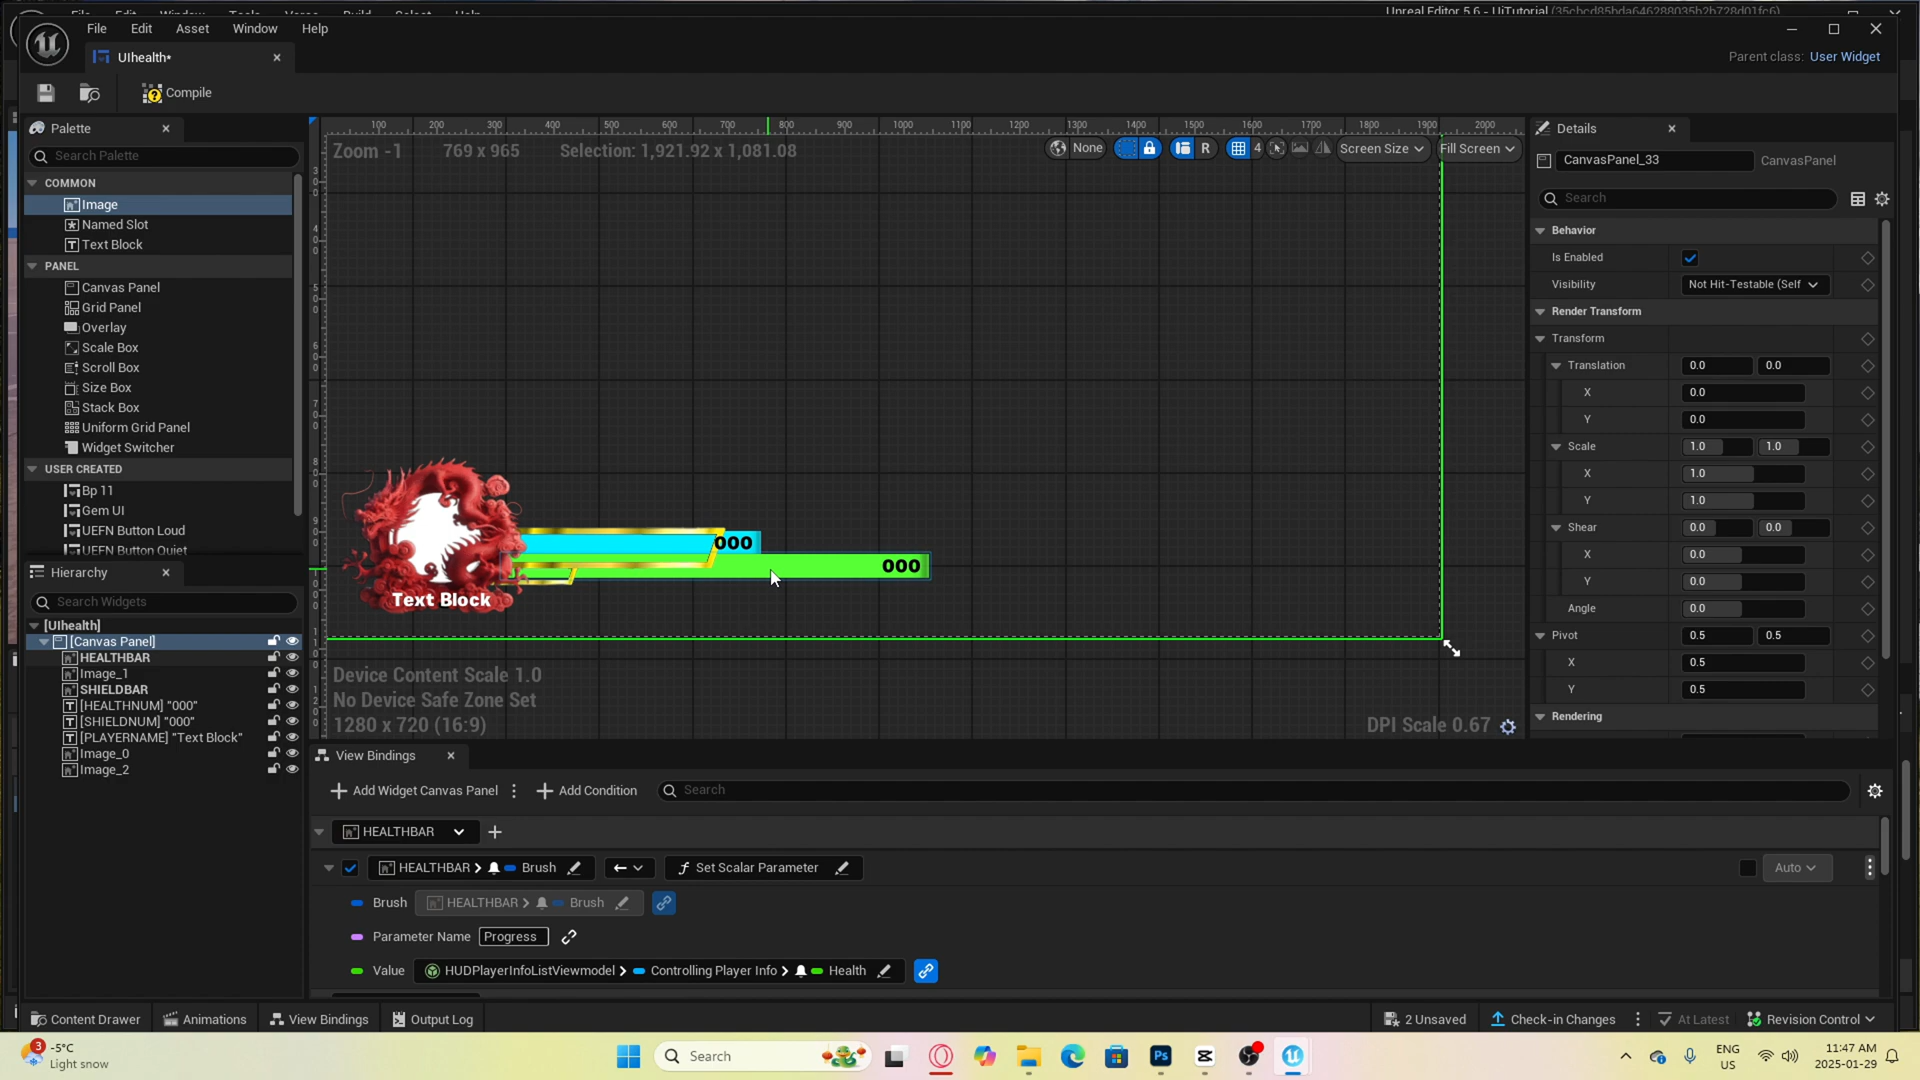 File Edit Window Tools Verse Build Select Help
Unreal Editor 5.6 - UiTutorial
File Edit Asset Window Help
UIhealth*
Parent class: User Widget
Compile
Palette
Search Palette
COMMON
Image
Named Slot
Text Block
PANEL
Canvas Panel
Grid Panel
Overlay
Scale Box
Scroll Box
Size Box
Stack Box
Uniform Grid Panel
Widget Switcher
USER CREATED
Bp 11
Gem UI
UEFN Button Loud
UEFN Button Quiet
Hierarchy
Search Widgets
[UIhealth]
[Canvas Panel]
HEALTHBAR
Image_1
SHIELDBAR
[HEALTHNUM] "000"
[SHIELDNUM] "000"
[PLAYERNAME] "Text Block"
Image_0
Image_2
100 200 300 400 500 600 700 800 900 1000 1100 1200 1300 1400 1500 1600 1700 1800 1900 2000
Zoom -1 769 x 965 Selection: 1,921.92 x 1,081.08
None R 4 Screen Size Fill Screen
000
000
Text Block
Device Content Scale 1.0
No Device Safe Zone Set
1280 x 720 (16:9)
DPI Scale 0.67
Details
CanvasPanel_33 CanvasPanel
Search
Behavior
Is Enabled
Visibility Not Hit-Testable (Self
Render Transform
Transform
Translation 0.0 0.0
X 0.0
Y 0.0
Scale 1.0 1.0
X 1.0
Y 1.0
Shear 0.0 0.0
X 0.0
Y 0.0
Angle 0.0
Pivot 0.5 0.5
X 0.5
Y 0.5
Rendering
View Bindings
Add Widget Canvas Panel Add Condition Search
HEALTHBAR
HEALTHBAR Brush Set Scalar Parameter Auto
Brush HEALTHBAR Brush
Parameter Name Progress
Value HUDPlayerInfoListViewmodel Controlling Player Info Health
Content Drawer Animations View Bindings Output Log 2 Unsaved Check-in Changes At Latest Revision Control
3
-5°C
Light snow
Search
Ps
ENG
US
11:47 AM
2025-01-29